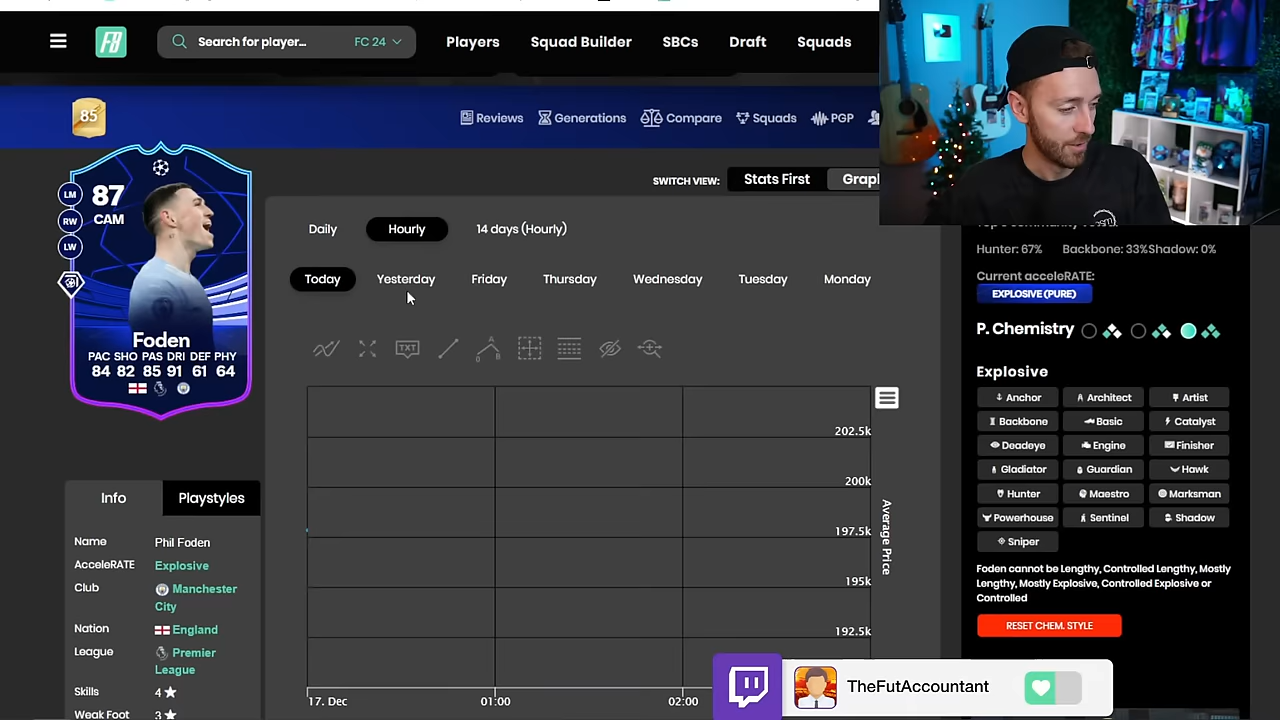 FB
Search for player...
FC 24
Players
Squad Builder
SBCs
Draft
Squads
85
Reviews
Generations
Compare
Squads
PGP
SWITCH VIEW:
Stats First
87
CAM
LM
RW
LW
Foden
PAC SHO PAS DRI DEF PHY
84 82 85 91 61 64
Daily
Hourly
14 days (Hourly)
Today
Yesterday
Friday
Thursday
Wednesday
Tuesday
Monday
TXT
202.5k
200k
197.5k
195k
192.5k
Average Price
17. Dec
01:00
02:00
Info
Playstyles
Name
Phil Foden
AcceleRATE
Explosive
Club
Manchester
City
Nation
England
League
Premier
League
Skills
4
Weak Foot
3
Hunter: 67%
Backbone: 33%
Shadow: 0%
Current acceleRATE:
EXPLOSIVE (PURE)
P. Chemistry
Explosive
Anchor
Architect
Artist
Backbone
Basic
Catalyst
Deadeye
Engine
Finisher
Gladiator
Guardian
Hawk
Hunter
Maestro
Marksman
Powerhouse
Sentinel
Shadow
Sniper
Foden cannot be Lengthy, Controlled Lengthy, Mostly
Lengthy, Mostly Explosive, Controlled Explosive or
Controlled
RESET CHEM. STYLE
TheFutAccountant